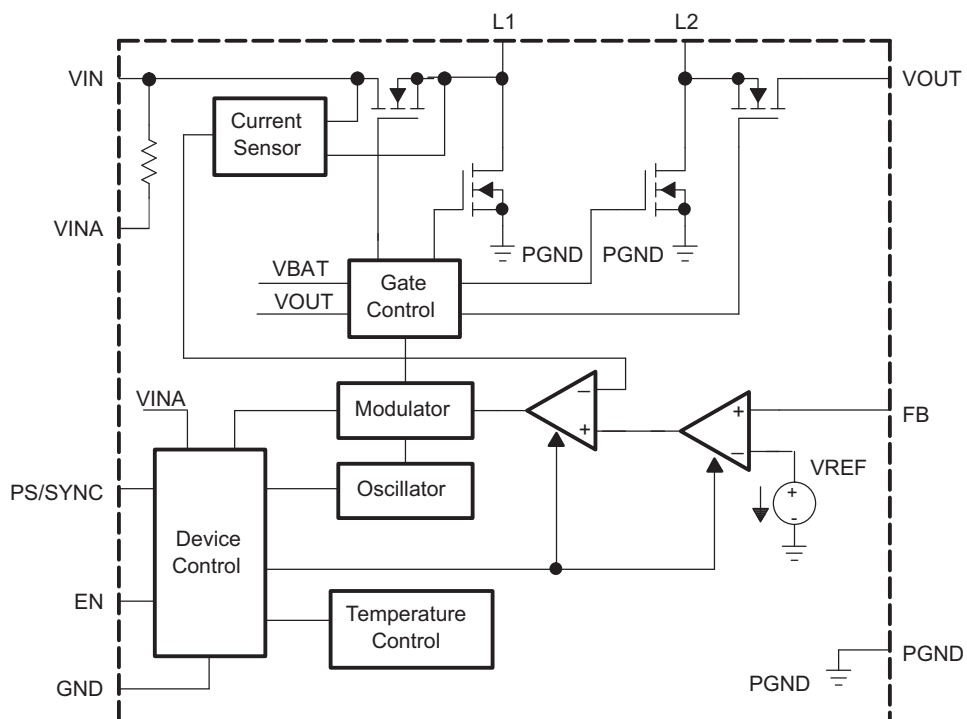 L1
L2
VIN
VOUT
Current
Sensor
VINA
PGND
PGND
VBAT
VOUT
Gate
Control
VINA
Modulator
−
+
+
−
FB
VREF
+
-
PS/SYNC
Oscillator
Device
Control
EN
Temperature
Control
GND
PGND
PGND